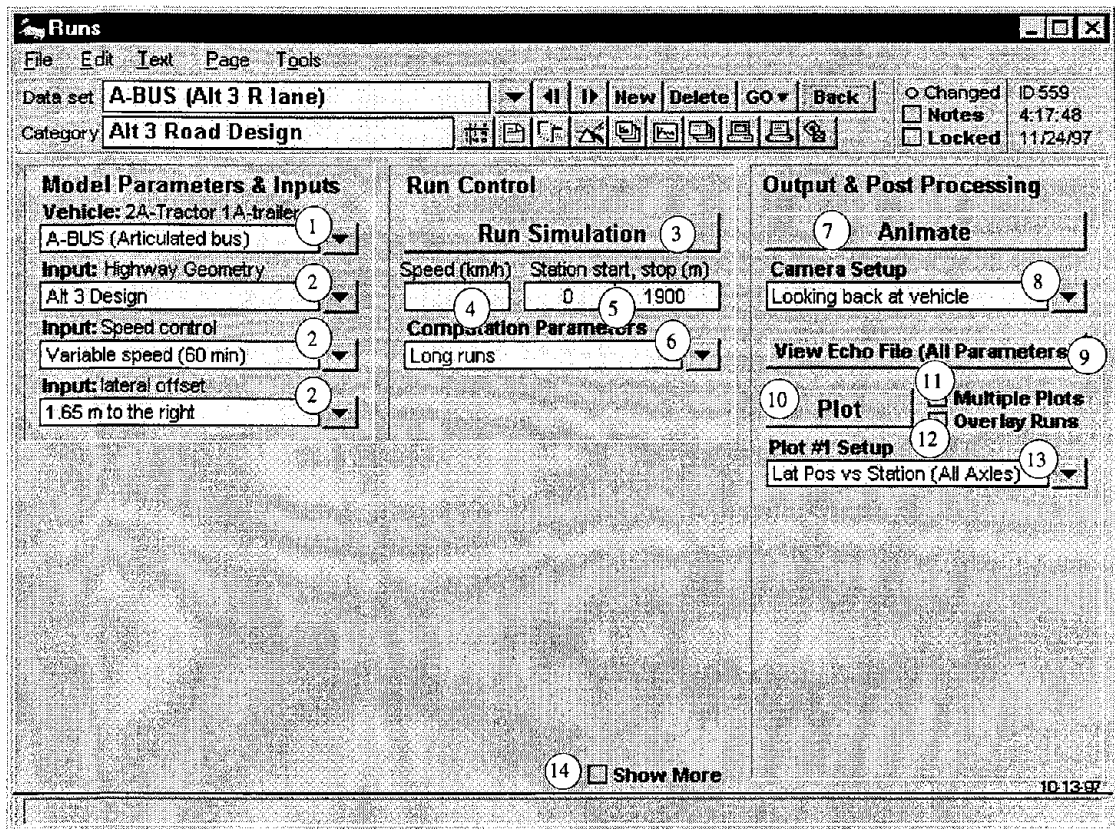 Runs
File Edit Text Page Tools
Data set A-BUS (Alt 3 R lane) New Delete GO Back Changed ID 559
Notes 4:17:48
Category Alt 3 Road Design Locked 11/24/97
Model Parameters & Inputs
Vehicle: 2A-Tractor 1A-trailer
1
A-BUS (Articulated bus)
Input: Highway Geometry
2
Alt 3 Design
Input: Speed control
2
Variable speed (60 min)
Input: lateral offset
2
1.65 m to the right
Run Control
Run Simulation 3
Speed (km/h) Station start, stop (m)
4 0 5 1900
Computation Parameters
6
Long runs
Output & Post Processing
7 Animate
Camera Setup
8
Looking back at vehicle
View Echo File (All Parameters 9
10 Plot 11 Multiple Plots
12 Overlay Runs
Plot #1 Setup
13
Lat Pos vs Station (All Axles)
14 Show More
10-13-97